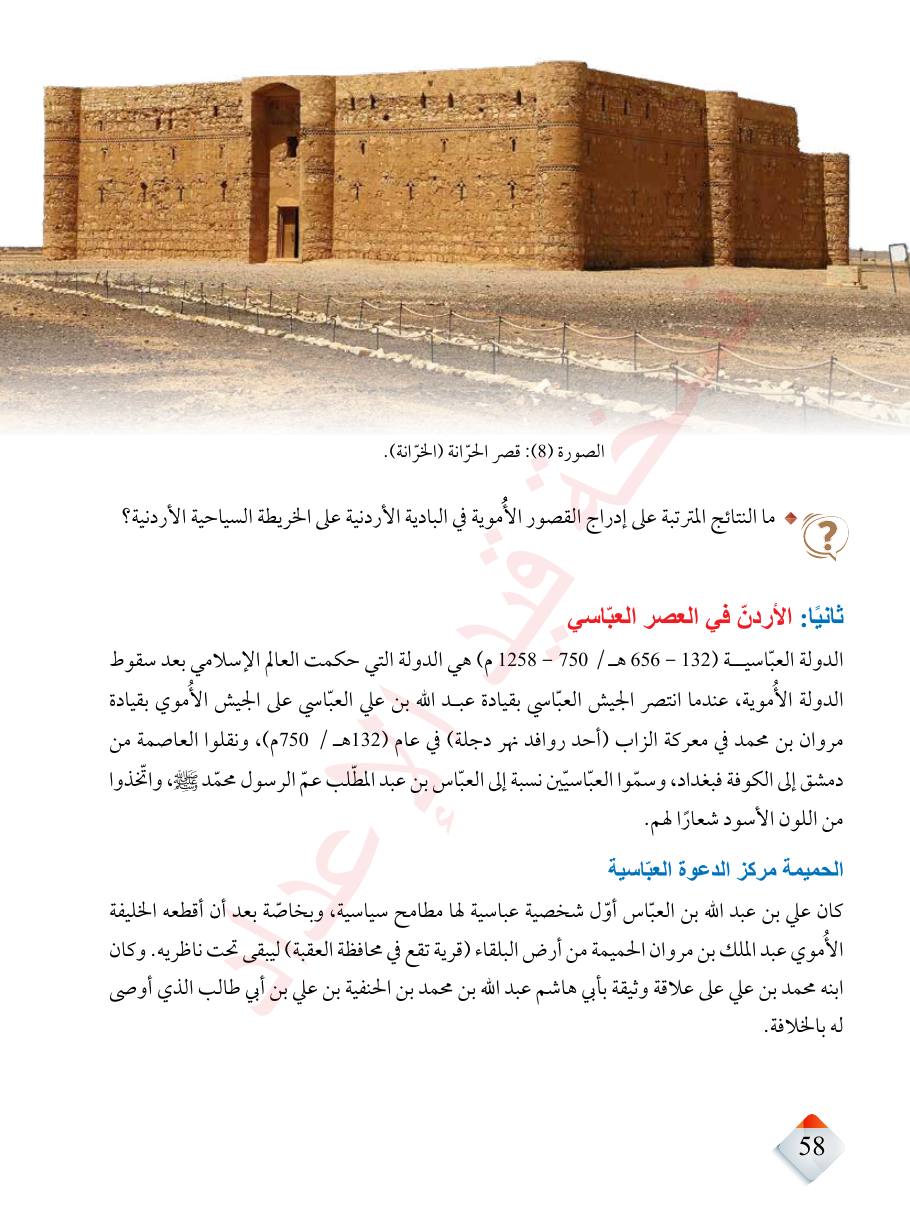 الصورة (8): قصر الحرّانة (الخرّانة).
ما النتائج المترتبة على إدراج القصور الأُموية في البادية الأردنية على الخريطة السياحية الأردنية؟
ثانيًا: الأردنّ في العصر العبّاسي
الدولة العبّاسيــة (132 – 656 هـ/ 750 – 1258 م) هي الدولة التي حكمت العالم الإسلامي بعد سقوط
الدولة الأُموية، عندما انتصر الجيش العبّاسي بقيادة عبـد الله بن علي العبّاسي على الجيش الأُموي بقيادة
مروان بن محمد في معركة الزاب (أحد روافد نهر دجلة) في عام (132هـ/ 750م)، ونقلوا العاصمة من
دمشق إلى الكوفة فبغداد، وسمّوا العبّاسيّين نسبة إلى العبّاس بن عبد المطّلب عمّ الرسول محمّد ﷺ، واتّخذوا
من اللون الأسود شعارًا لهم.
الحميمة مركز الدعوة العبّاسية
كان علي بن عبد الله بن العبّاس أوّل شخصية عباسية لها مطامح سياسية، وبخاصّة بعد أن أقطعه الخليفة
الأُموي عبد الملك بن مروان الحميمة من أرض البلقاء (قرية تقع في محافظة العقبة) ليبقى تحت ناظريه. وكان
ابنه محمد بن علي على علاقة وثيقة بأبي هاشم عبد الله بن محمد بن الحنفية بن علي بن أبي طالب الذي أوصى
له بالخلافة.
58
نسخة قيد الإعداد